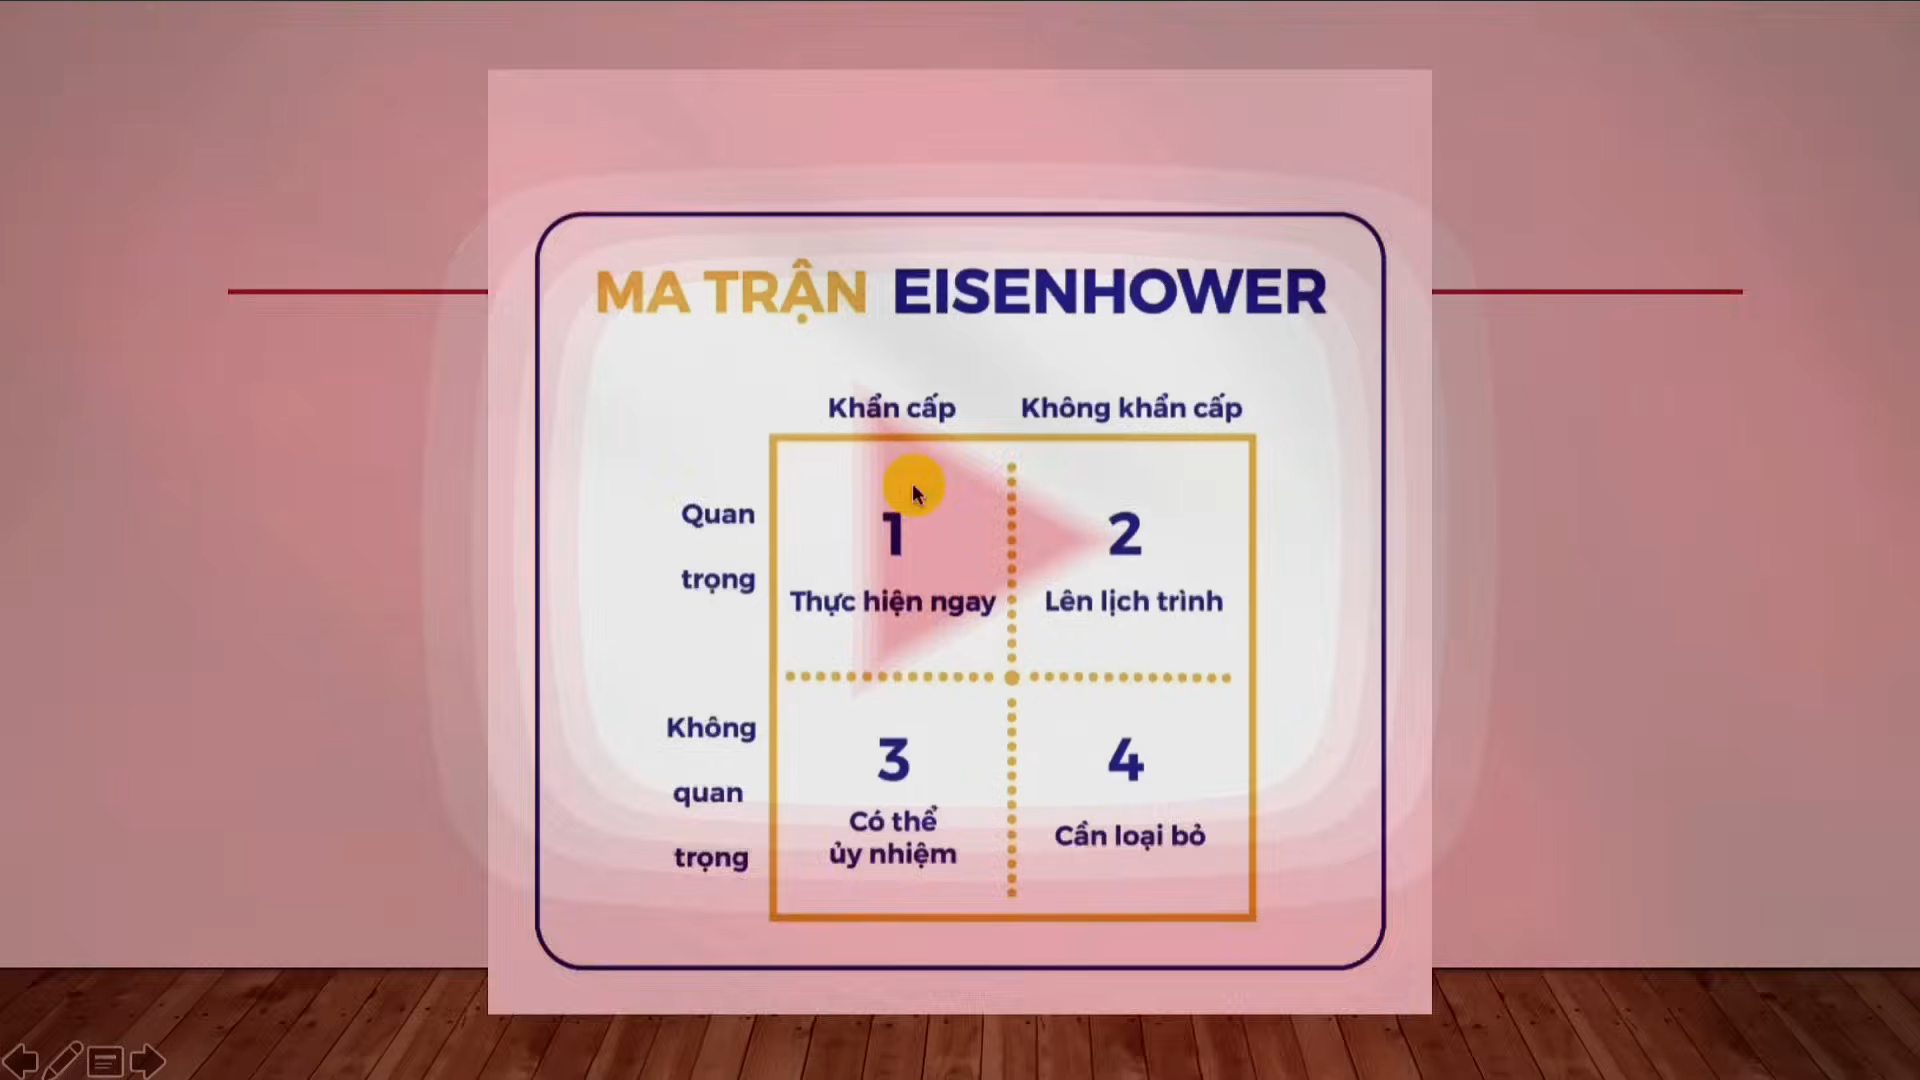 MA TRẬN EISENHOWER
Khẩn cấp
Không khẩn cấp
Quan
trọng
1
Thực hiện ngay
2
Lên lịch trình
Không
quan
trọng
3
Có thể
ủy nhiệm
4
Cần loại bỏ